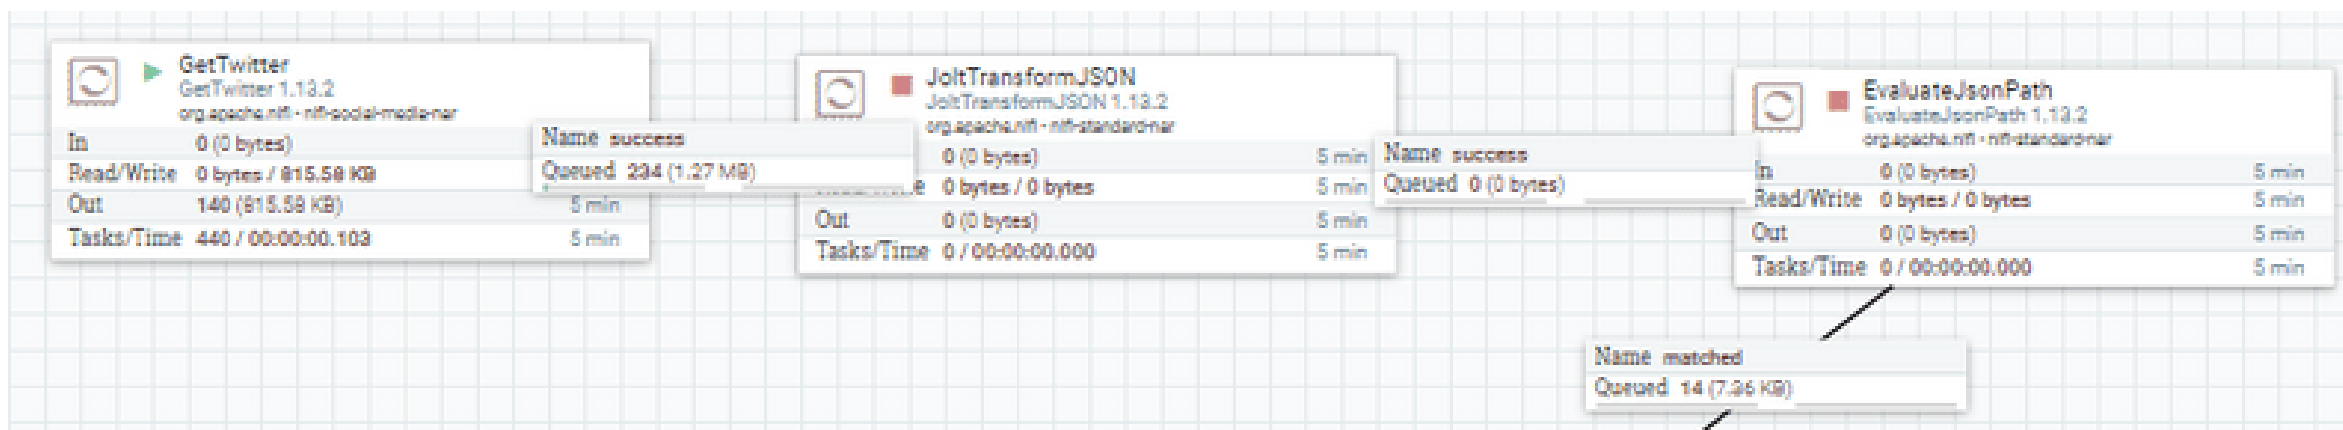 GetTwitter
GetTwitter 1.13.2
org.apache.nifi - nifi-social-media-nar
In 0 (0 bytes)
Read/Write 0 bytes / 815.58 KB
Out 140 (815.58 KB) 5 min
Tasks/Time 440 / 00:00:00.103 5 min
Name success
Queued 234 (1.27 MB)
JoltTransformJSON
JoltTransformJSON 1.13.2
org.apache.nifi - nifi-standard-nar
0 (0 bytes) 5 min
0 bytes / 0 bytes 5 min
Out 0 (0 bytes) 5 min
Tasks/Time 0 / 00:00:00.000 5 min
Name success
Queued 0 (0 bytes)
EvaluateJsonPath
EvaluateJsonPath 1.13.2
org.apache.nifi - nifi-standard-nar
In 0 (0 bytes) 5 min
Read/Write 0 bytes / 0 bytes 5 min
Out 0 (0 bytes) 5 min
Tasks/Time 0 / 00:00:00.000 5 min
Name matched
Queued 14 (7.36 KB)